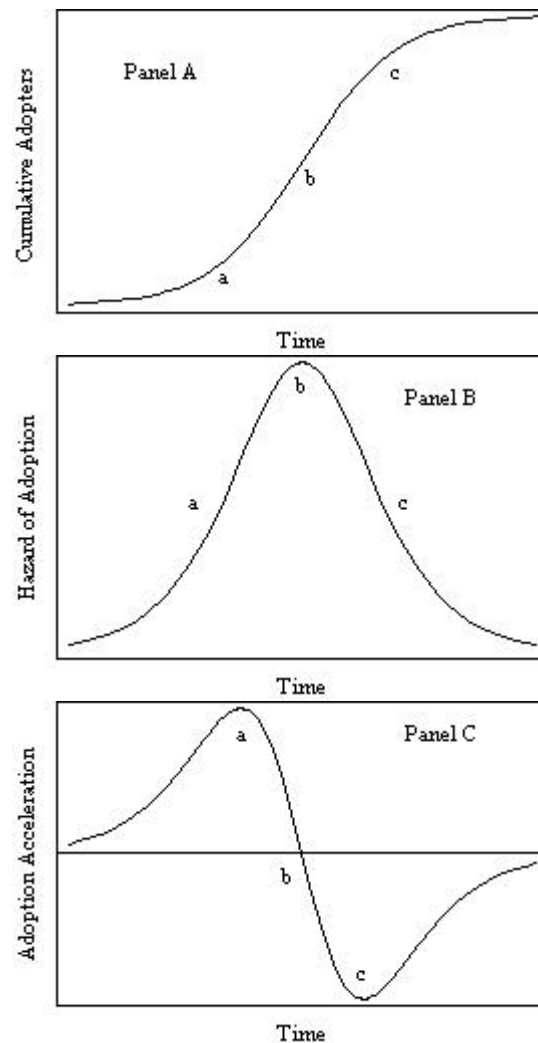 Cumulative Adopters
Panel A
c
b
a
Time
Hazard of Adoption
b
Panel B
a
c
Time
Adoption Acceleration
a
Panel C
b
c
Time